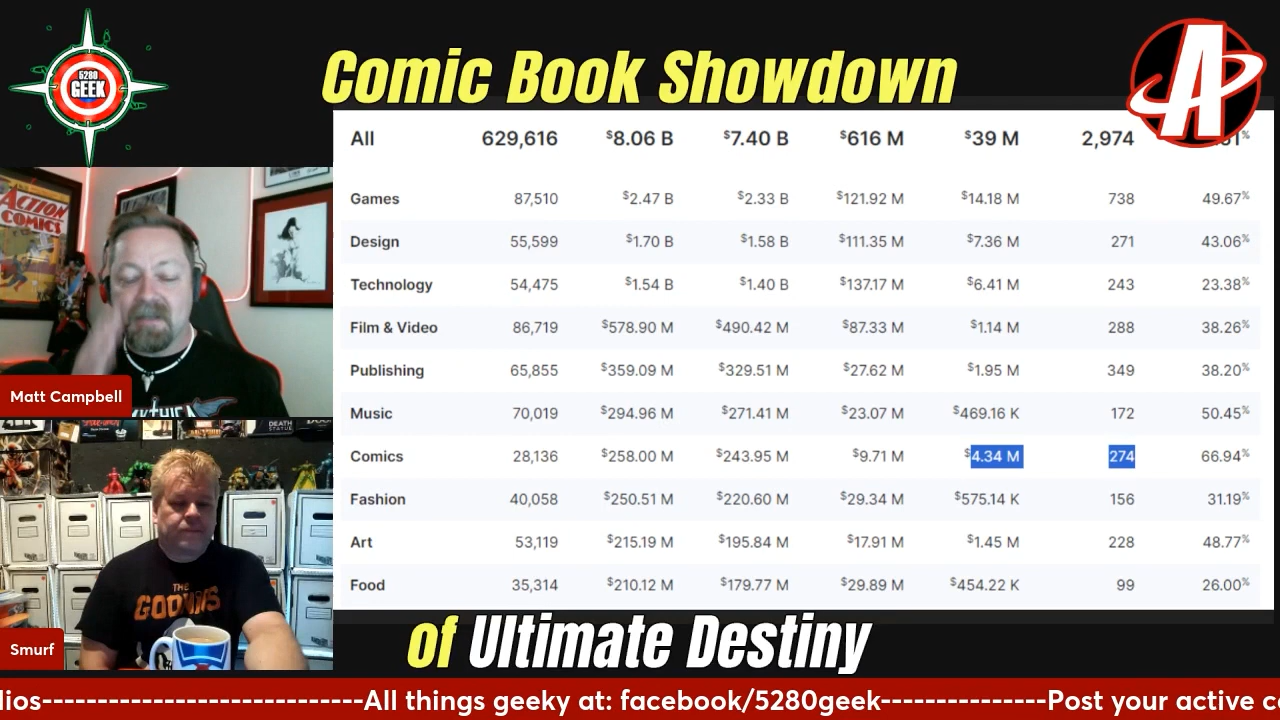 5280
GEEK
Comic Book Showdown
A
All 629,616 $8.06 B $7.40 B $616 M $39 M 2,974 %
Games 87,510 $2.47 B $2.33 B $121.92 M $14.18 M 738 49.67%
Design 55,599 $1.70 B $1.58 B $111.35 M $7.36 M 271 43.06%
Technology 54,475 $1.54 B $1.40 B $137.17 M $6.41 M 243 23.38%
Film & Video 86,719 $578.90 M $490.42 M $87.33 M $1.14 M 288 38.26%
Publishing 65,855 $359.09 M $329.51 M $27.62 M $1.95 M 349 38.20%
Music 70,019 $294.96 M $271.41 M $23.07 M $469.16 K 172 50.45%
Comics 28,136 $258.00 M $243.95 M $9.71 M $4.34 M 274 66.94%
Fashion 40,058 $250.51 M $220.60 M $29.34 M $575.14 K 156 31.19%
Art 53,119 $215.19 M $195.84 M $17.91 M $1.45 M 228 48.77%
Food 35,314 $210.12 M $179.77 M $29.89 M $454.22 K 99 26.00%
ACTION
COMICS
Matt Campbell
DEATH
STATUE
THE
Smurf
of Ultimate Destiny
lios----------------------------All things geeky at: facebook/5280geek--------------Post your active c